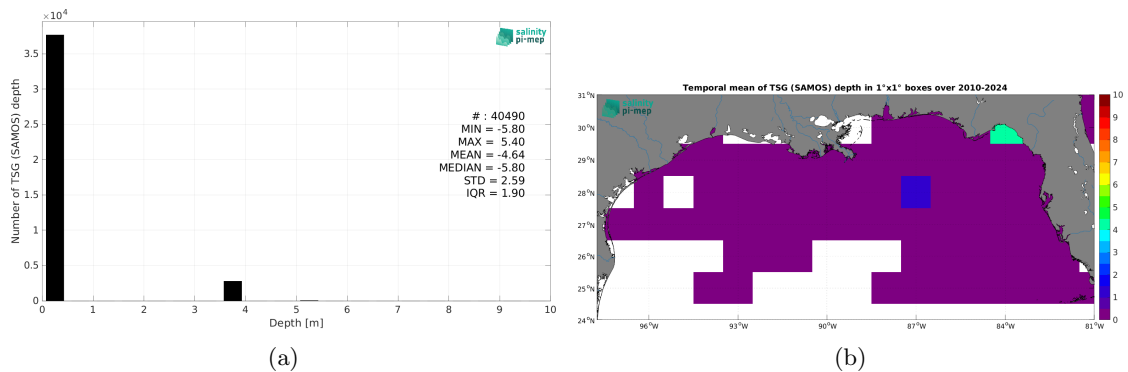 ×10⁴
salinity
pi-mep
3.5
3
2.5
2
1.5
1
0.5
0
Number of TSG (SAMOS) depth
# : 40490
MIN = -5.80
MAX = 5.40
MEAN = -4.64
MEDIAN = -5.80
STD = 2.59
IQR = 1.90
0 1 2 3 4 5 6 7 8 9 10
Depth [m]
(a)
Temporal mean of TSG (SAMOS) depth in 1°x1° boxes over 2010-2024
salinity
pi-mep
31°N
30°N
29°N
28°N
27°N
26°N
25°N
24°N
96°W 93°W 90°W 87°W 84°W 81°W
10
9
8
7
6
5
4
3
2
1
0
(b)